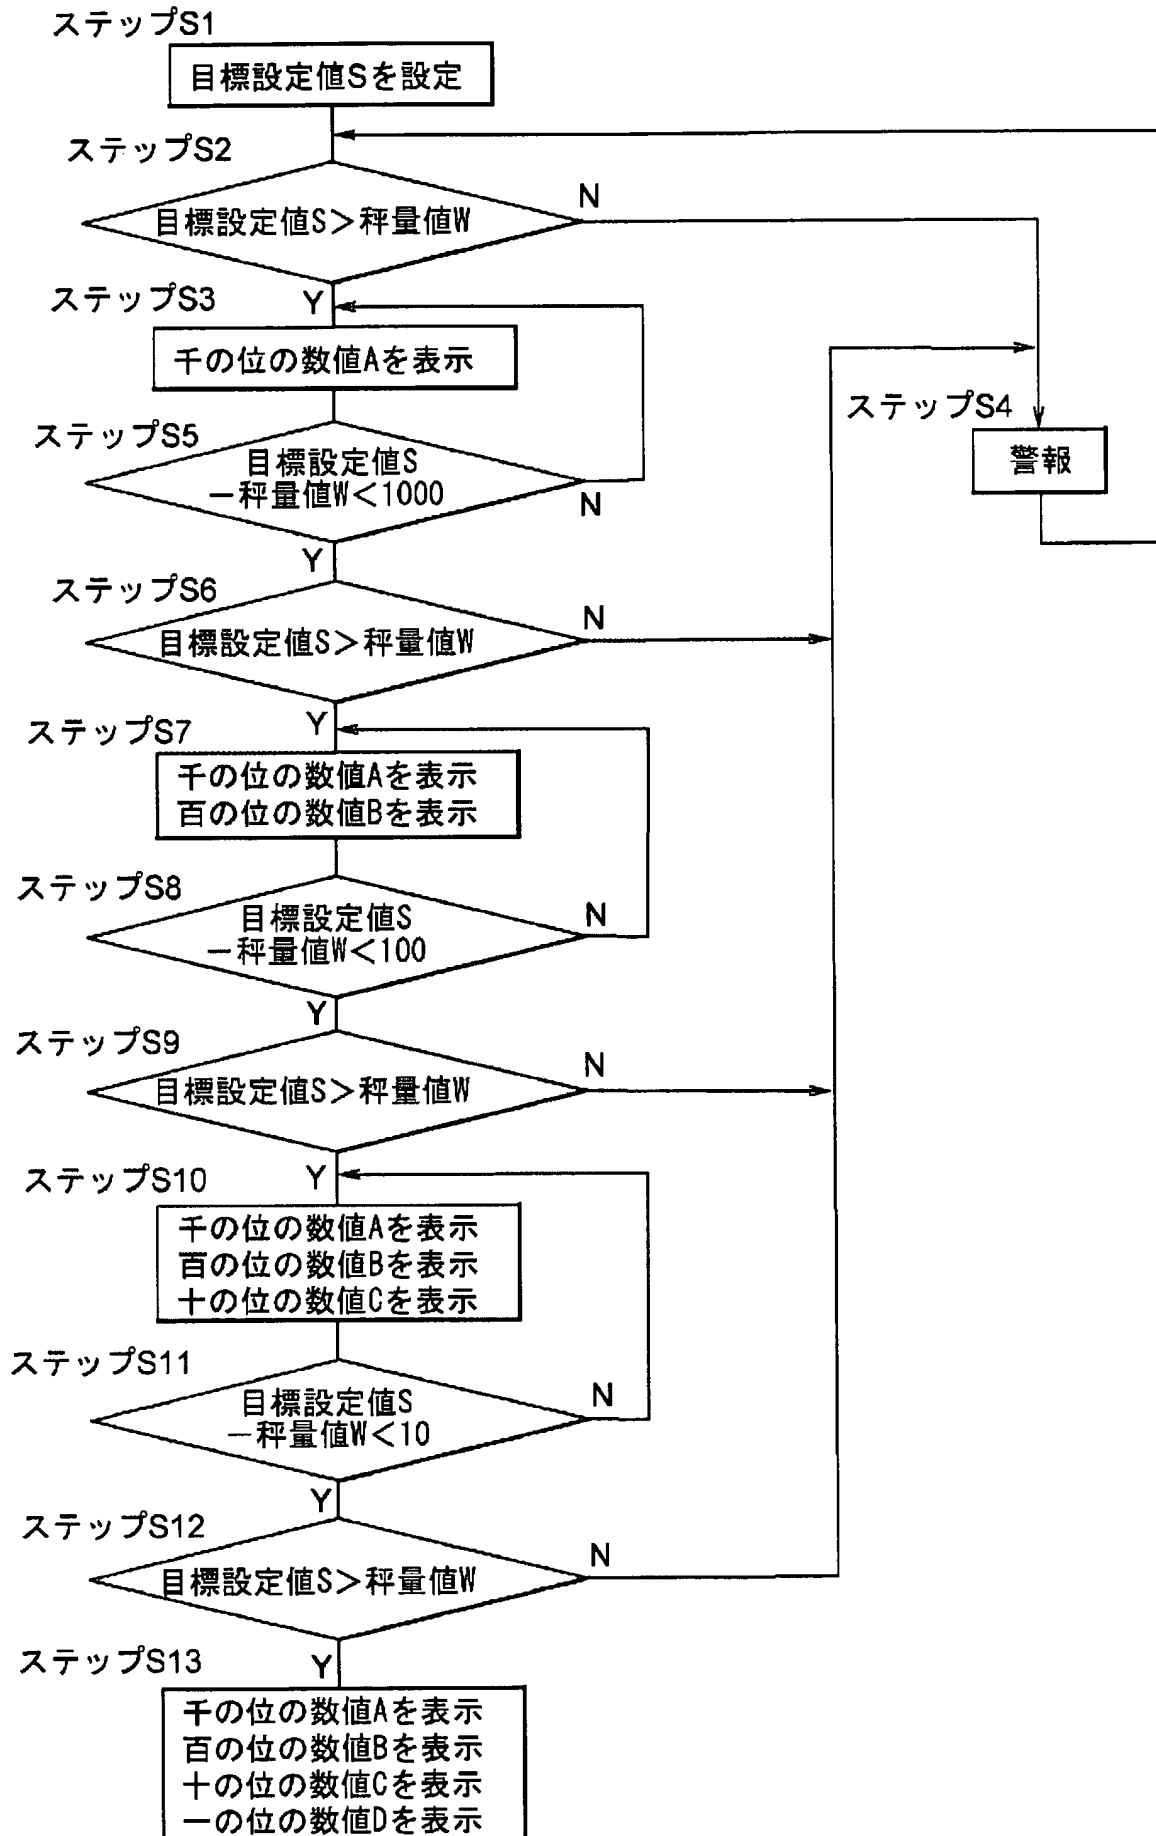 ステップS1
目標設定値Sを設定
ステップS2
目標設定値S＞秤量値W
N
Y
ステップS3
千の位の数値Aを表示
ステップS4
警報
ステップS5
目標設定値S
－秤量値W＜1000
N
Y
ステップS6
目標設定値S＞秤量値W
N
Y
ステップS7
千の位の数値Aを表示
百の位の数値Bを表示
ステップS8
目標設定値S
－秤量値W＜100
N
Y
ステップS9
目標設定値S＞秤量値W
N
Y
ステップS10
千の位の数値Aを表示
百の位の数値Bを表示
十の位の数値Cを表示
ステップS11
目標設定値S
－秤量値W＜10
N
Y
ステップS12
目標設定値S＞秤量値W
N
Y
ステップS13
千の位の数値Aを表示
百の位の数値Bを表示
十の位の数値Cを表示
一の位の数値Dを表示